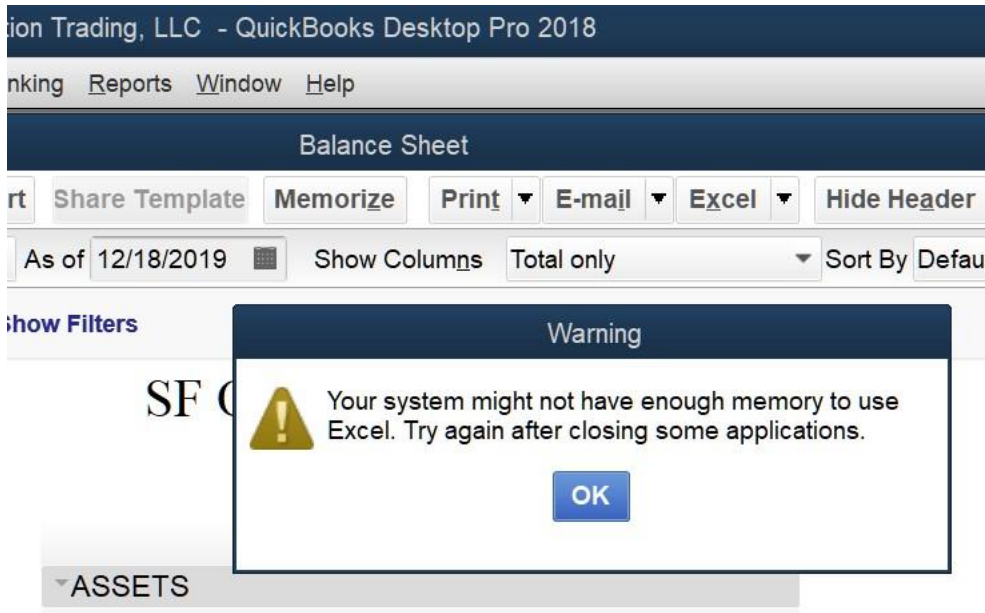 tion Trading, LLC - QuickBooks Desktop Pro 2018
nking Reports Window Help
Balance Sheet
rt Share Template Memorize Print E-mail Excel Hide Header
As of 12/18/2019 Show Columns Total only Sort By Defau
how Filters
Warning
SF
Your system might not have enough memory to use
Excel. Try again after closing some applications.
OK
ASSETS